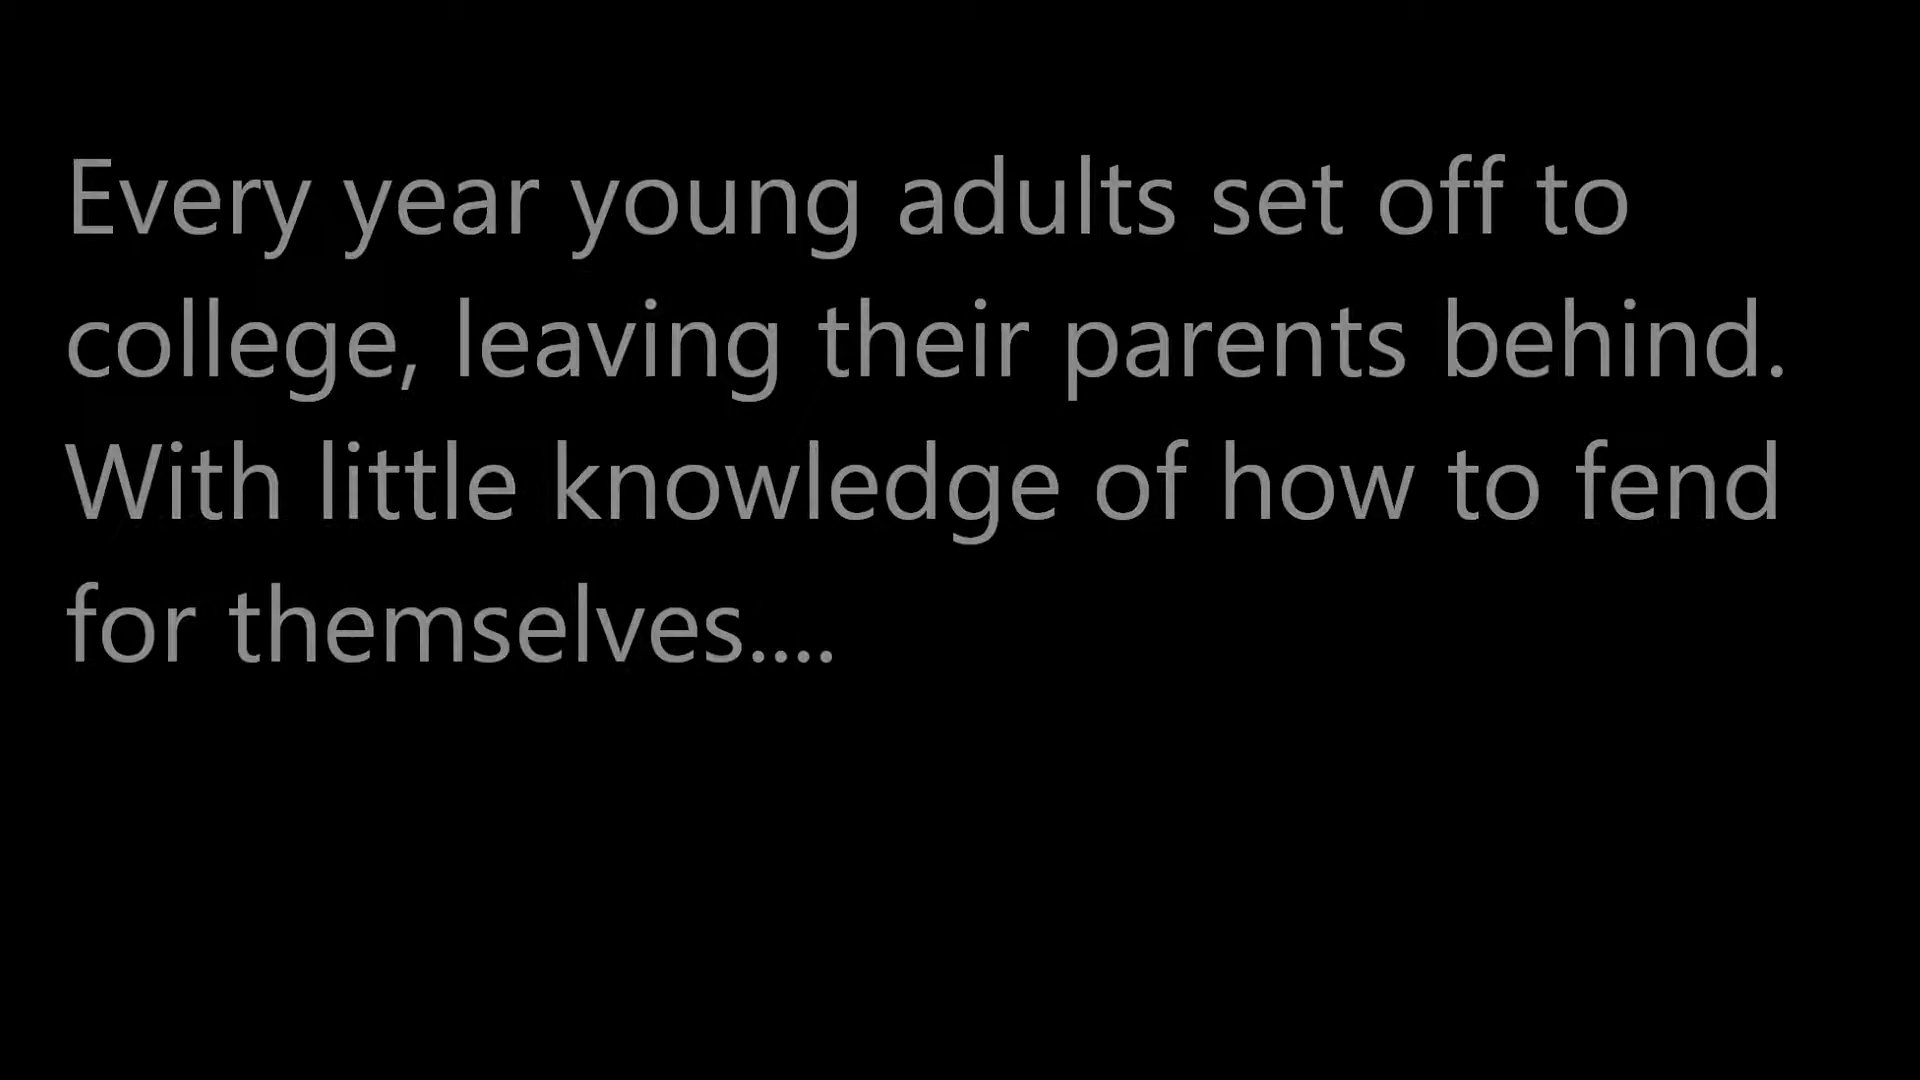 Every year young adults set off to
college, leaving their parents behind.
With little knowledge of how to fend
for themselves....